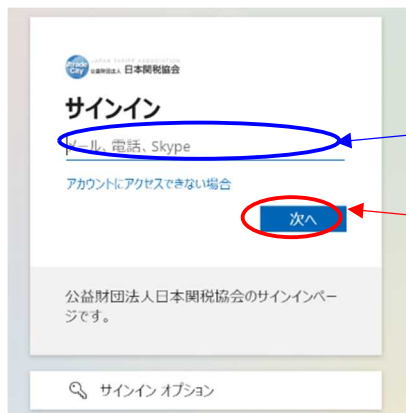 Trade City
JAPAN TARIFF ASSOCIATION
公益財団法人 日本関税協会
サインイン
メール、電話、Skype
アカウントにアクセスできない場合
次へ
公益財団法人日本関税協会のサインインペー
ジです。
サインイン オプション